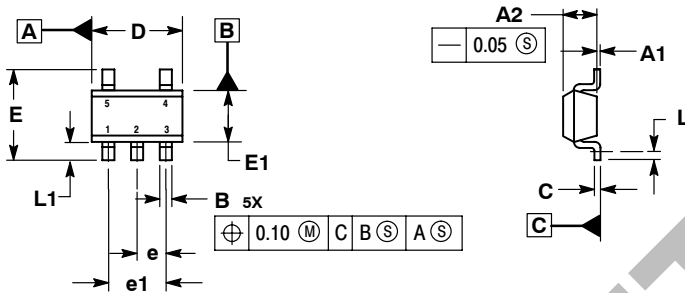 A
D
B
A2
— 0.05 Ⓢ
A1
E
5 4
1 2 3
L1
E1
B 5X
L
C
⌖ 0.10 Ⓜ C B Ⓢ A Ⓢ
C
e
e1